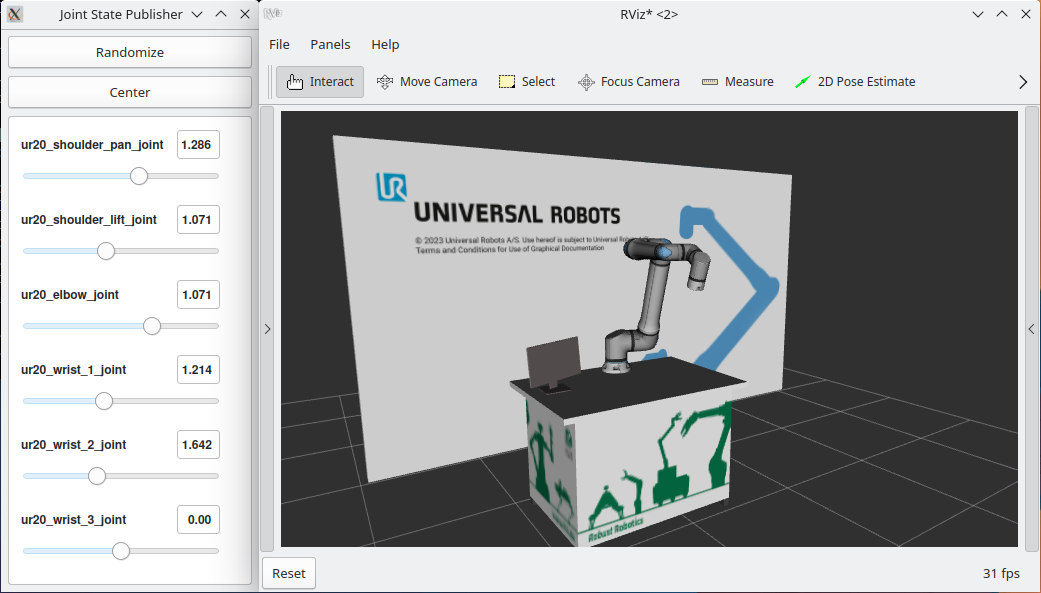 Joint State Publisher
Randomize
Center
ur20_shoulder_pan_joint 1.286
ur20_shoulder_lift_joint 1.071
ur20_elbow_joint 1.071
ur20_wrist_1_joint 1.214
ur20_wrist_2_joint 1.642
ur20_wrist_3_joint 0.00
RViz* <2>
File Panels Help
Interact Move Camera Select Focus Camera Measure 2D Pose Estimate
UR
UNIVERSAL ROBOTS
© 2023 Universal Robots A/S. Use hereof is subject to Universal
Terms and Conditions for Use of Graphical Documentation
Robust Robotics
Reset 31 fps